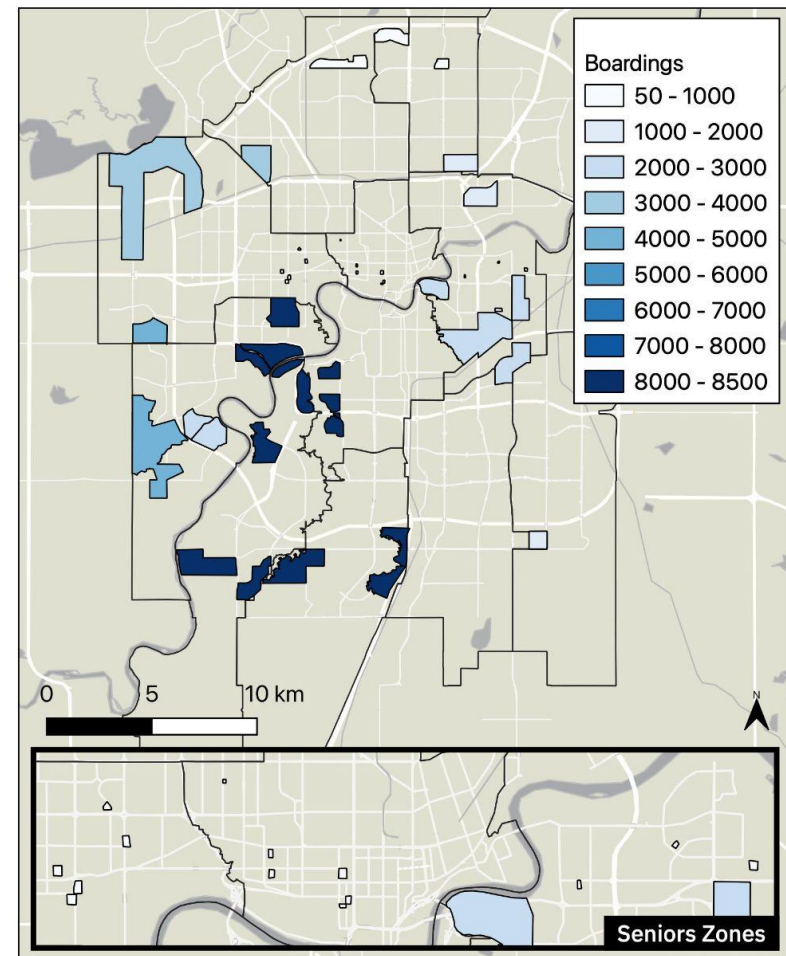 Boardings
50 - 1000
1000 - 2000
2000 - 3000
3000 - 4000
4000 - 5000
5000 - 6000
6000 - 7000
7000 - 8000
8000 - 8500
N
0 5 10 km
Seniors Zones